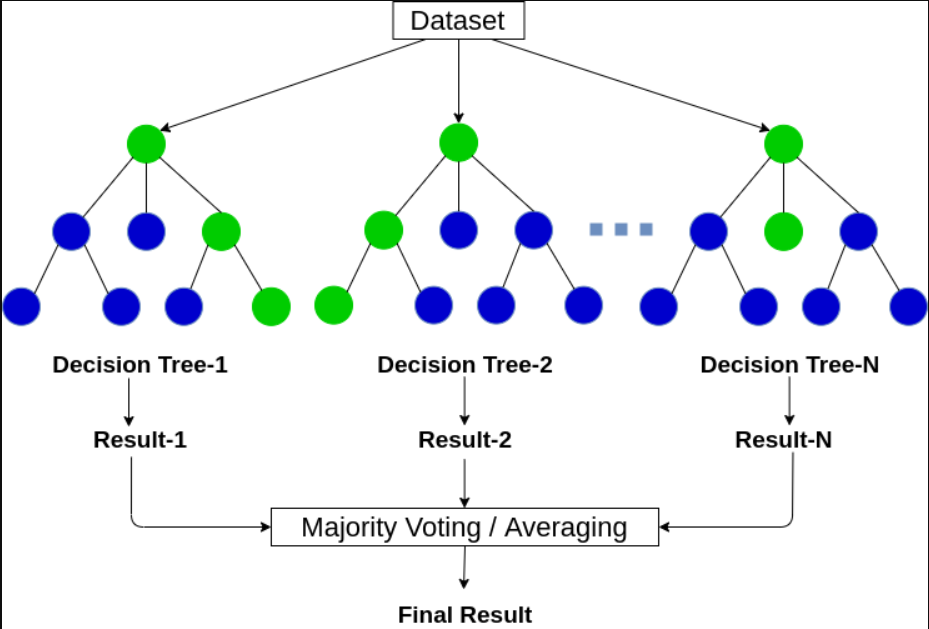 Dataset
Decision Tree-1
Decision Tree-2
Decision Tree-N
Result-1
Result-2
Result-N
Majority Voting / Averaging
Final Result